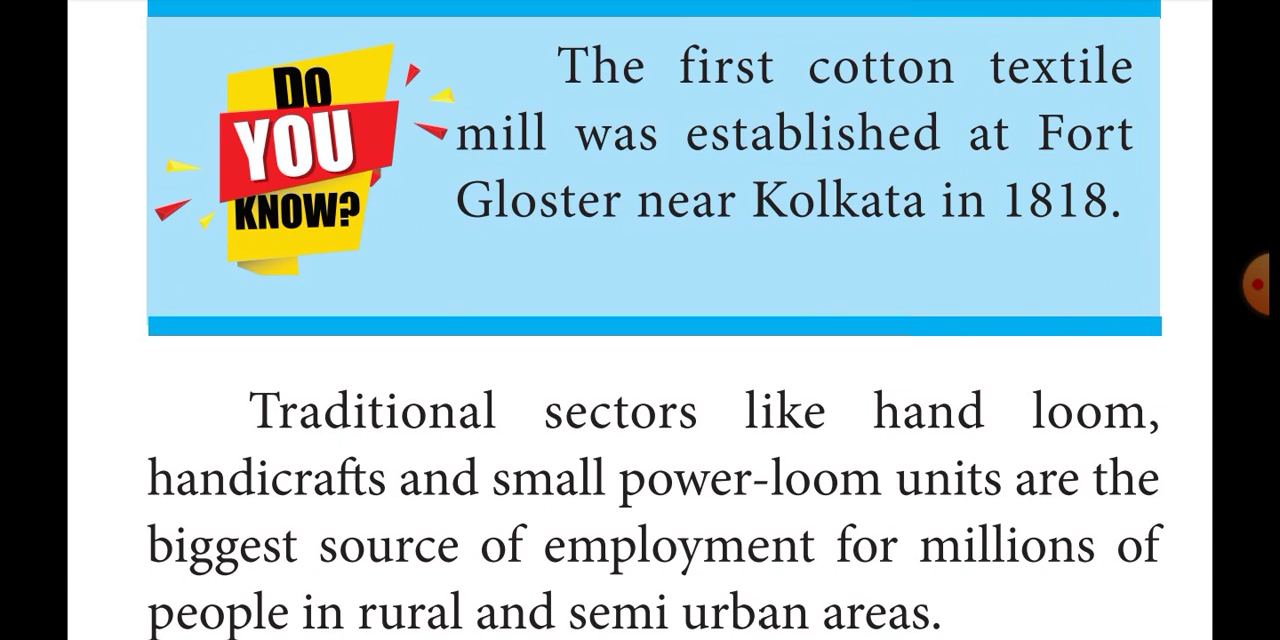 DO
YOU
KNOW?
The first cotton textile
mill was established at Fort
Gloster near Kolkata in 1818.
Traditional sectors like hand loom,
handicrafts and small power-loom units are the
biggest source of employment for millions of
people in rural and semi urban areas.